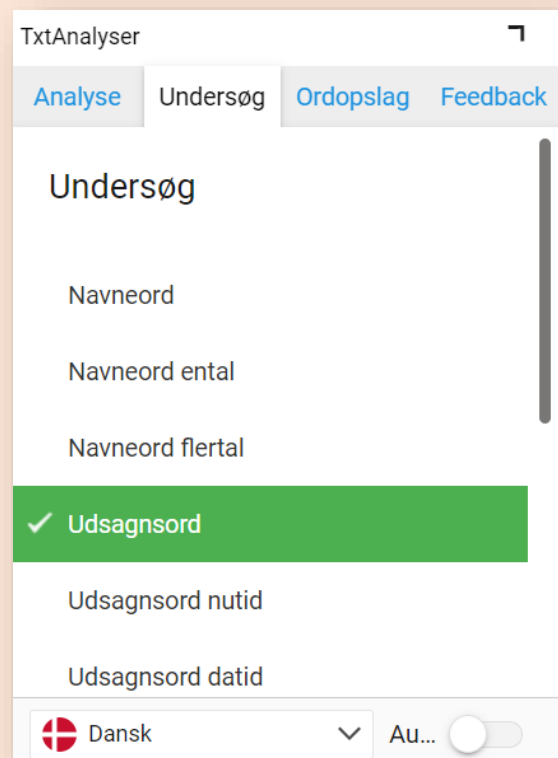 TxtAnalyser
Analyse Undersøg Ordopslag Feedback
Undersøg
Navneord
Navneord ental
Navneord flertal
Udsagnsord
Udsagnsord nutid
Udsagnsord datid
Dansk Au...